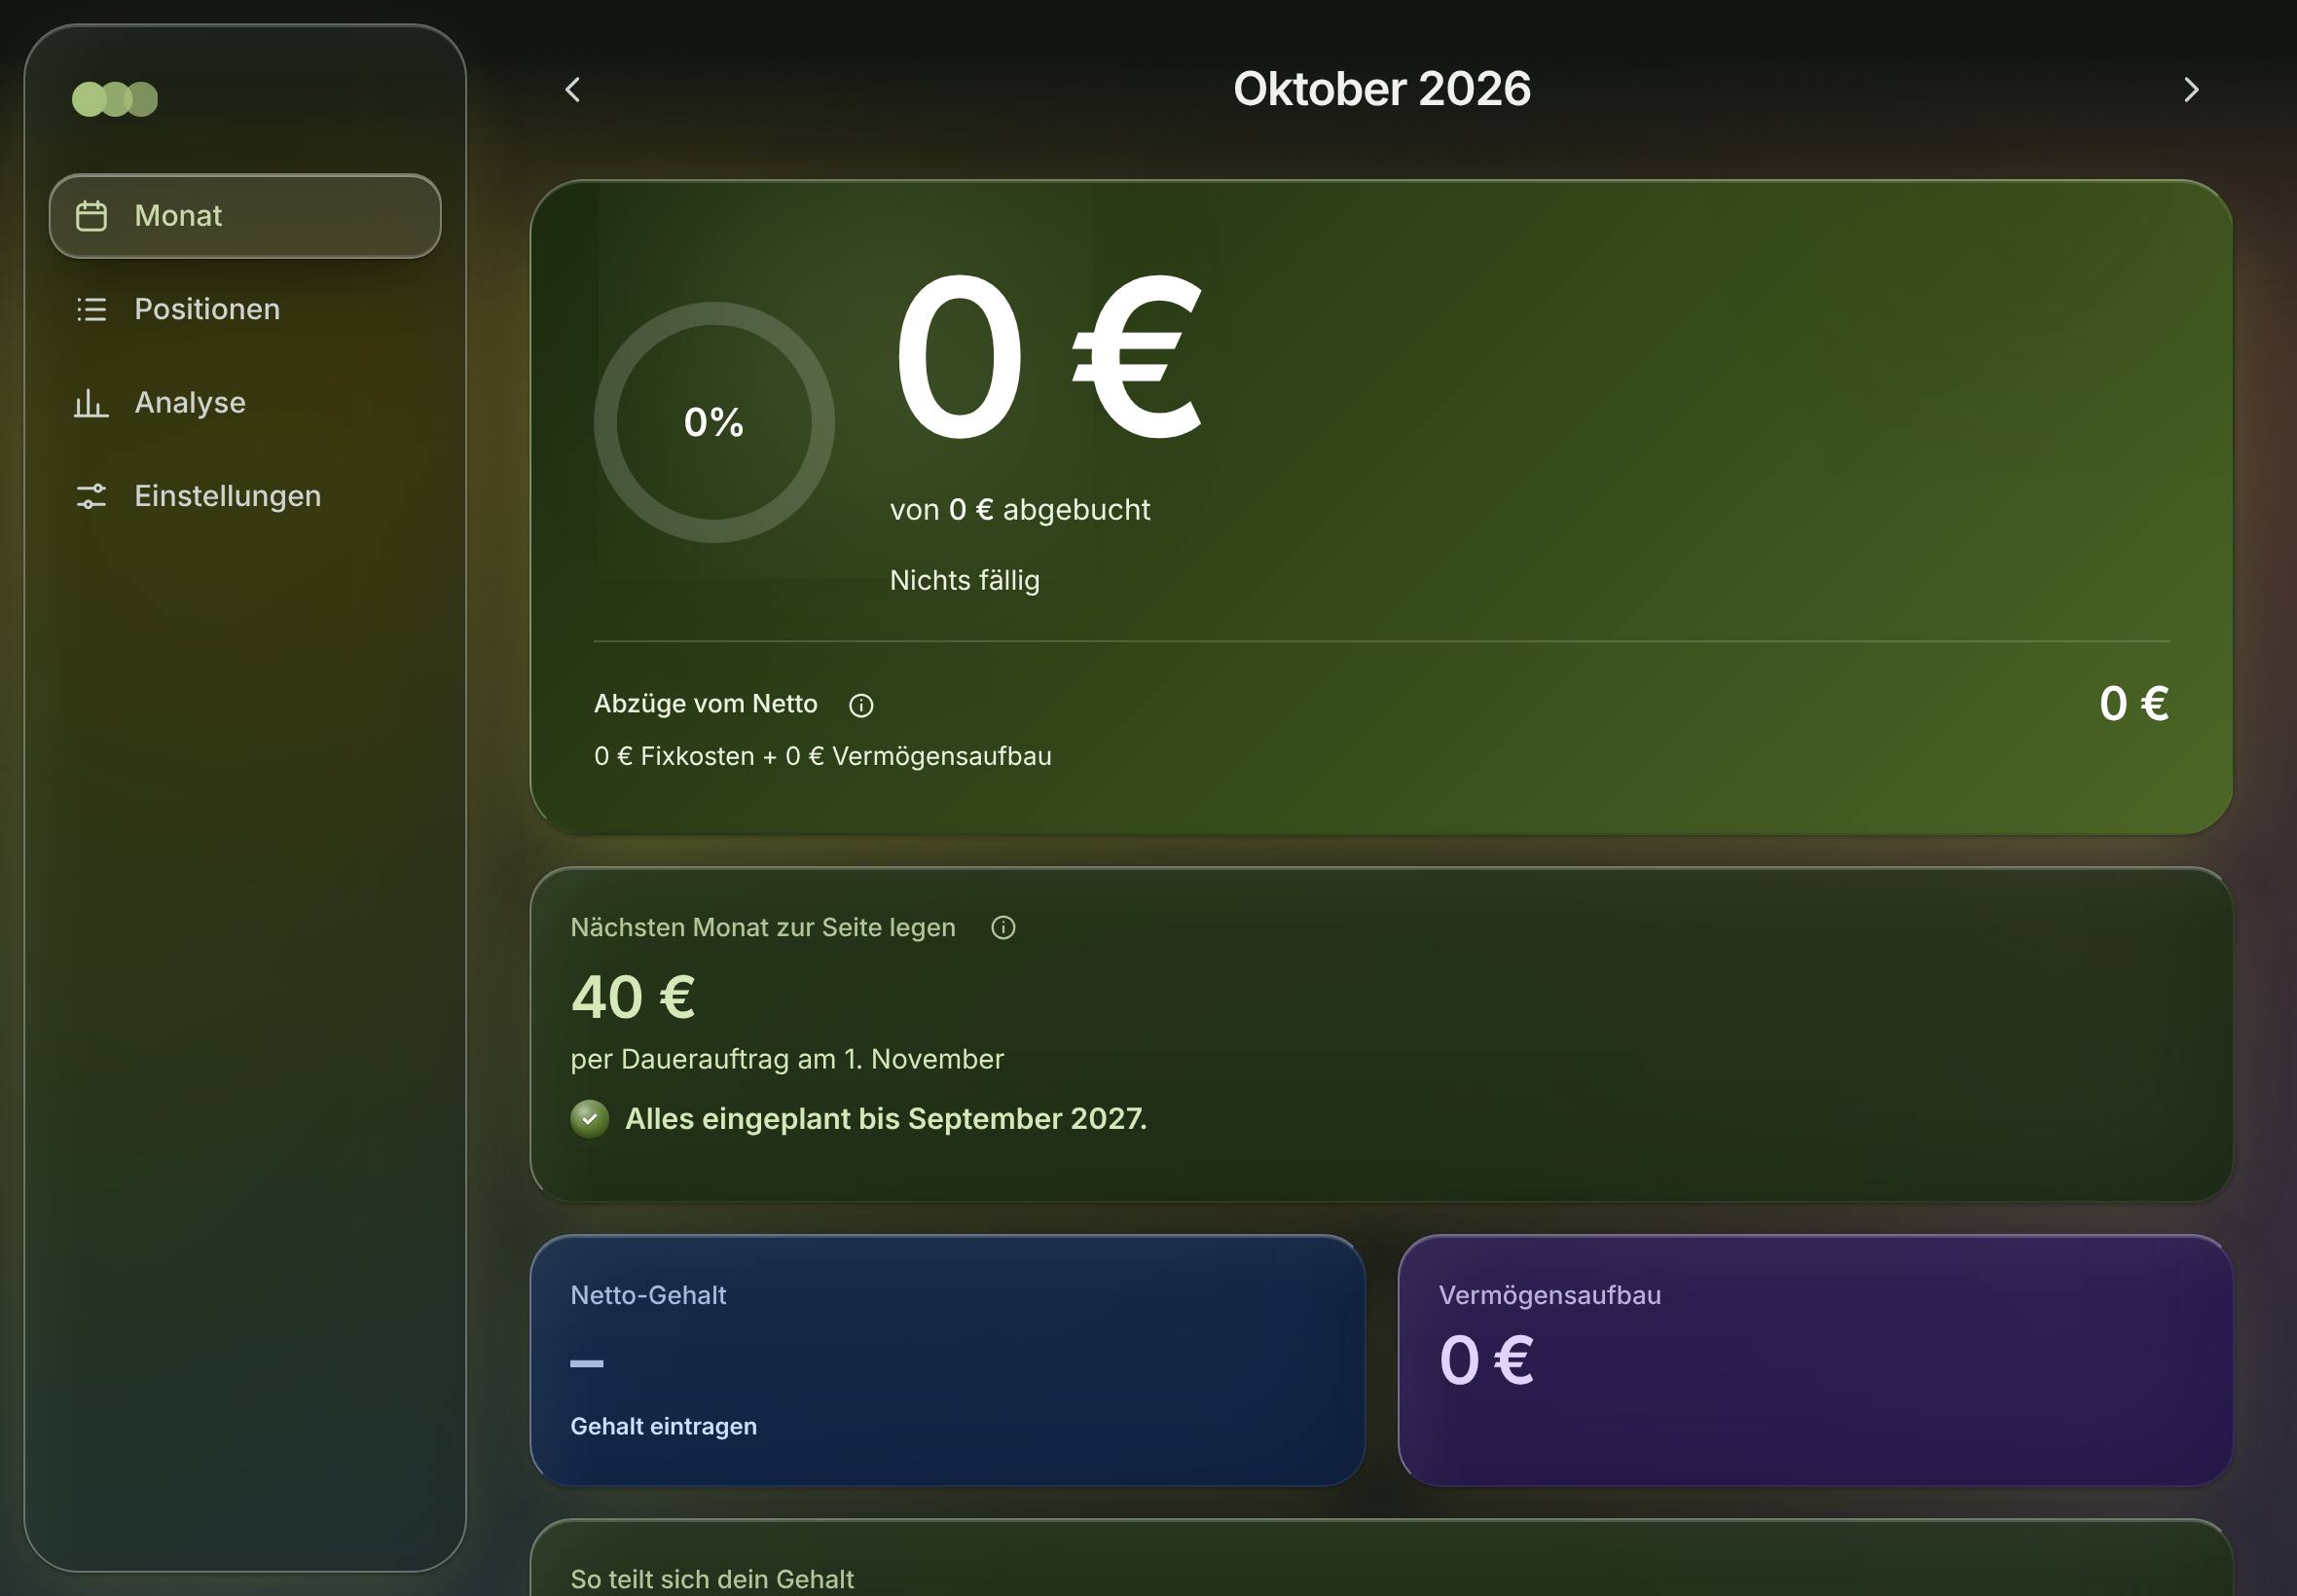 Oktober 2026
Monat
Positionen
Analyse
Einstellungen
0%
0 €
von 0 € abgebucht
Nichts fällig
Abzüge vom Netto
0 €
0 € Fixkosten + 0 € Vermögensaufbau
Nächsten Monat zur Seite legen
40 €
per Dauerauftrag am 1. November
Alles eingeplant bis September 2027.
Netto-Gehalt
–
Gehalt eintragen
Vermögensaufbau
0 €
So teilt sich dein Gehalt